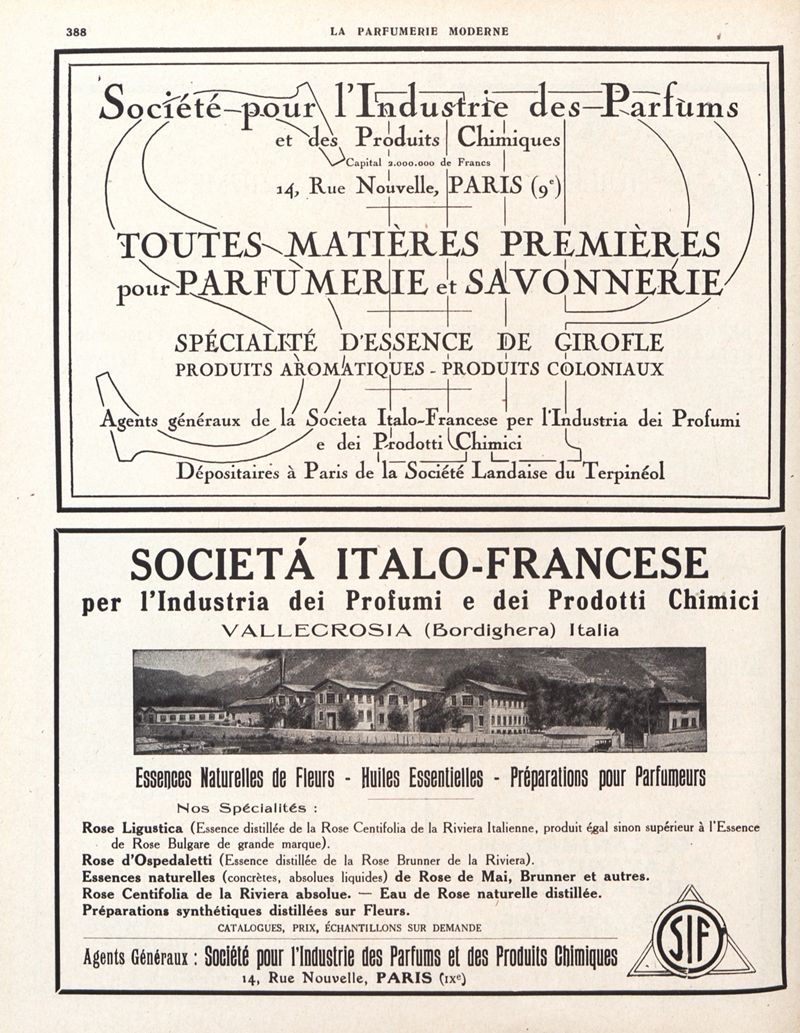 388
LA PARFUMERIE MODERNE
Société pour l'Industrie des Parfums
et des Produits Chimiques
Capital 2.000.000 de Francs
14, Rue Nouvelle, PARIS (9e)
TOUTES MATIÈRES PREMIÈRES
pour PARFUMERIE et SAVONNERIE
SPÉCIALITÉ D'ESSENCE DE GIROFLE
PRODUITS AROMATIQUES - PRODUITS COLONIAUX
Agents généraux de la Societa Italo-Francese per l'Industria dei Profumi
e dei Prodotti Chimici
Dépositaires à Paris de la Société Landaise du Terpinéol
SOCIETÁ ITALO-FRANCESE
per l'Industria dei Profumi e dei Prodotti Chimici
VALLECROSIA (Bordighera) Italia
Essences Naturelles de Fleurs - Huiles Essentielles - Préparations pour Parfumeurs
Nos Spécialités :
Rose Ligustica (Essence distillée de la Rose Centifolia de la Riviera Italienne, produit égal sinon supérieur à l'Essence
de Rose Bulgare de grande marque).
Rose d'Ospedaletti (Essence distillée de la Rose Brunner de la Riviera).
Essences naturelles (concrètes, absolues liquides) de Rose de Mai, Brunner et autres.
Rose Centifolia de la Riviera absolue. — Eau de Rose naturelle distillée.
Préparations synthétiques distillées sur Fleurs.
CATALOGUES, PRIX, ÉCHANTILLONS SUR DEMANDE
SIF
Agents Généraux : Société pour l'Industrie des Parfums et des Produits Chimiques
14, Rue Nouvelle, PARIS (IXe)